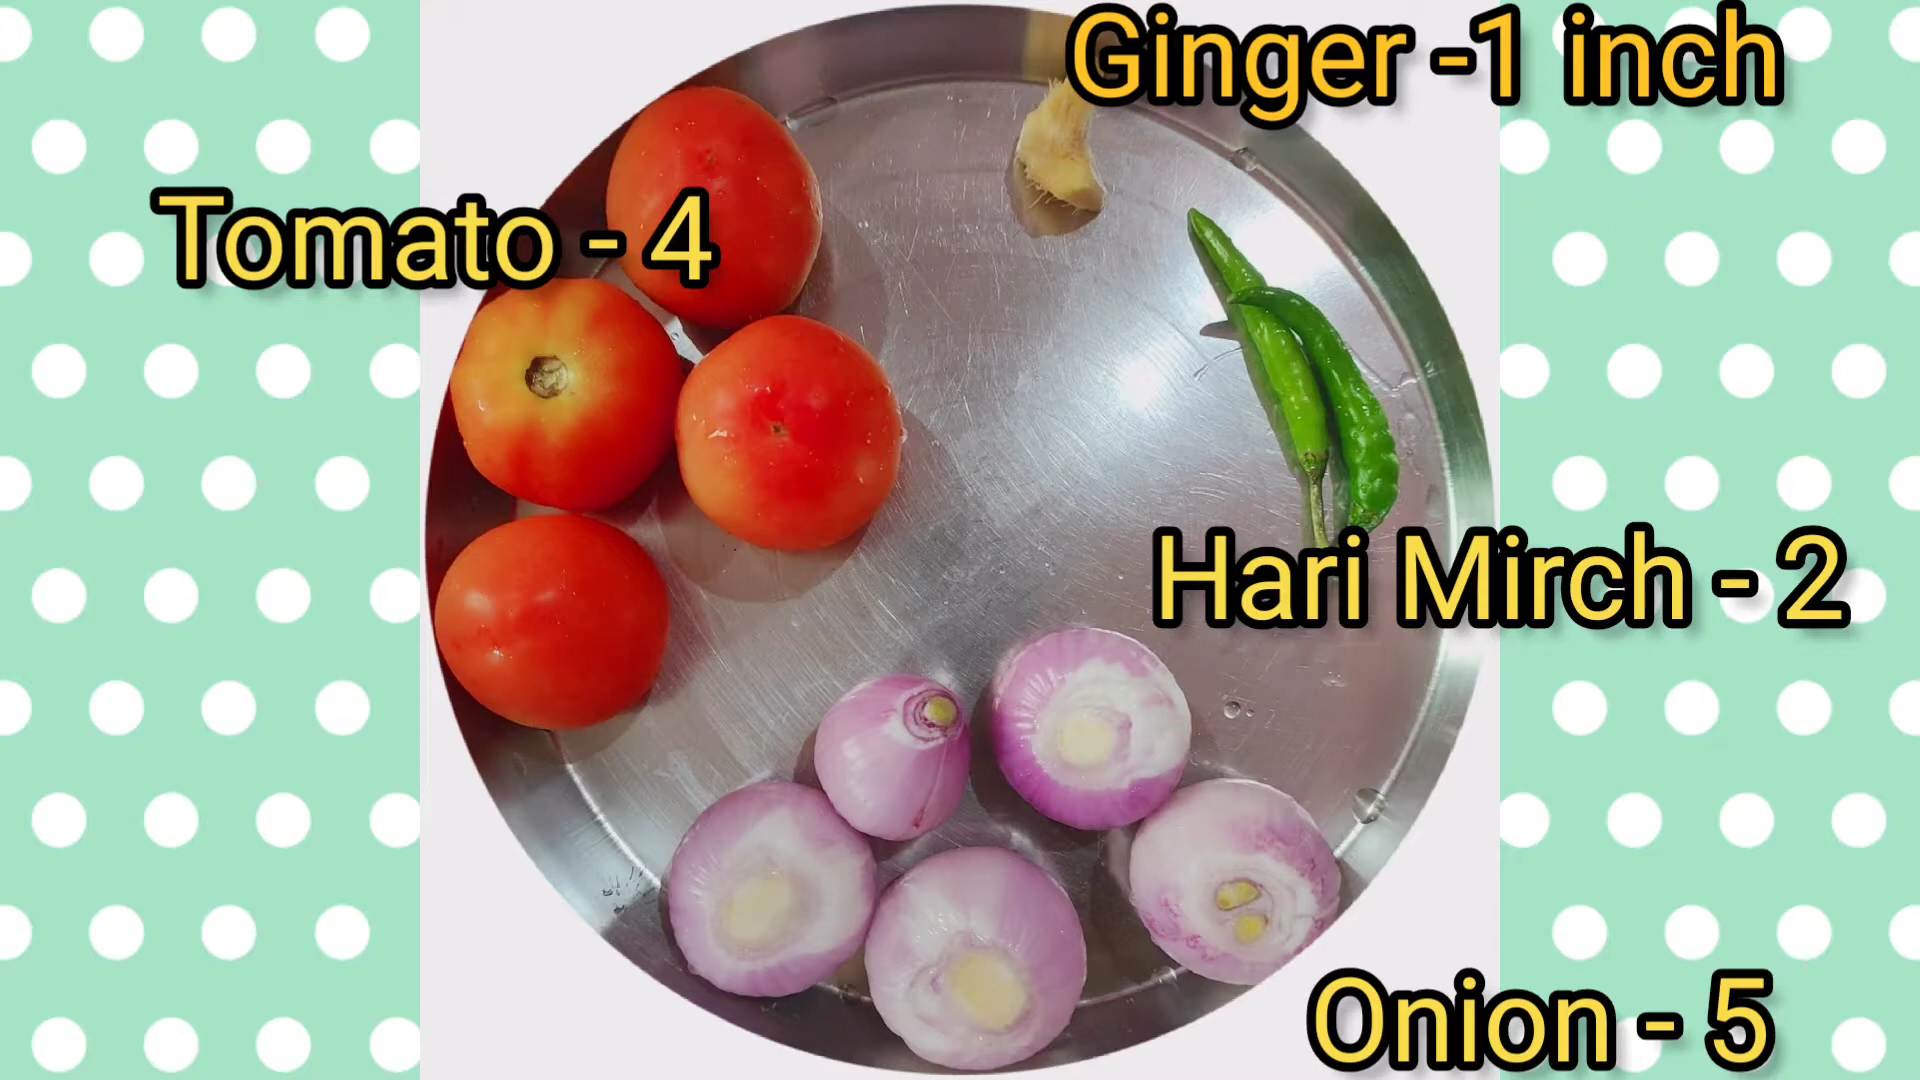 Ginger -1 inch
Tomato - 4
Hari Mirch - 2
Onion - 5